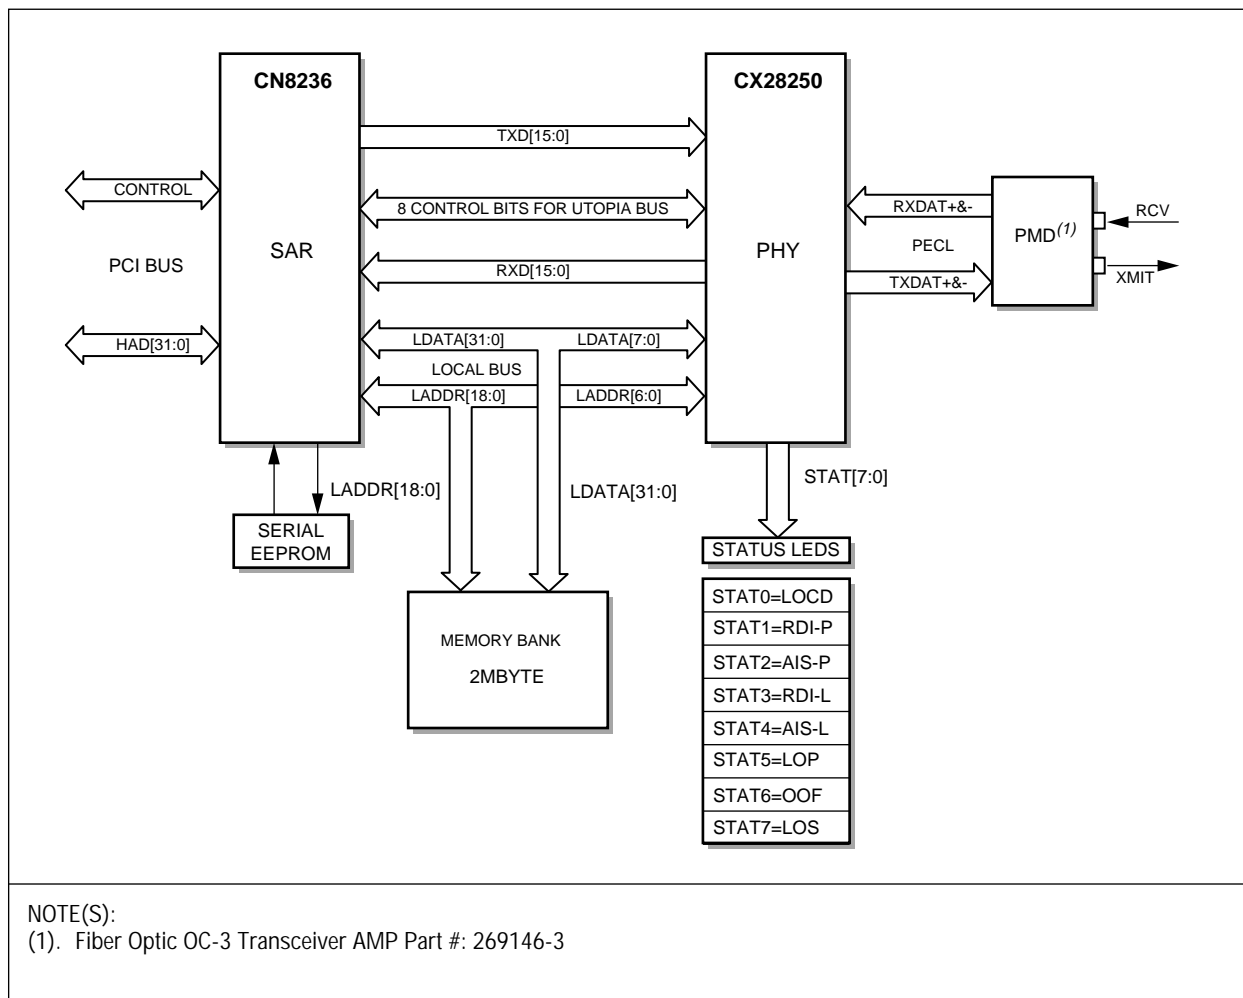 CN8236
CX28250
TXD[15:0]
CONTROL
8 CONTROL BITS FOR UTOPIA BUS
RXDAT+&-
RCV
PMD(1)
SAR
PHY
PECL
PCI BUS
RXD[15:0]
TXDAT+&-
XMIT
HAD[31:0]
LDATA[31:0]
LDATA[7:0]
LOCAL BUS
LADDR[18:0]
LADDR[6:0]
LADDR[18:0]
LDATA[31:0]
STAT[7:0]
SERIAL
EEPROM
STATUS LEDS
MEMORY BANK
2MBYTE
STAT0=LOCD
STAT1=RDI-P
STAT2=AIS-P
STAT3=RDI-L
STAT4=AIS-L
STAT5=LOP
STAT6=OOF
STAT7=LOS
NOTE(S):
(1). Fiber Optic OC-3 Transceiver AMP Part #: 269146-3